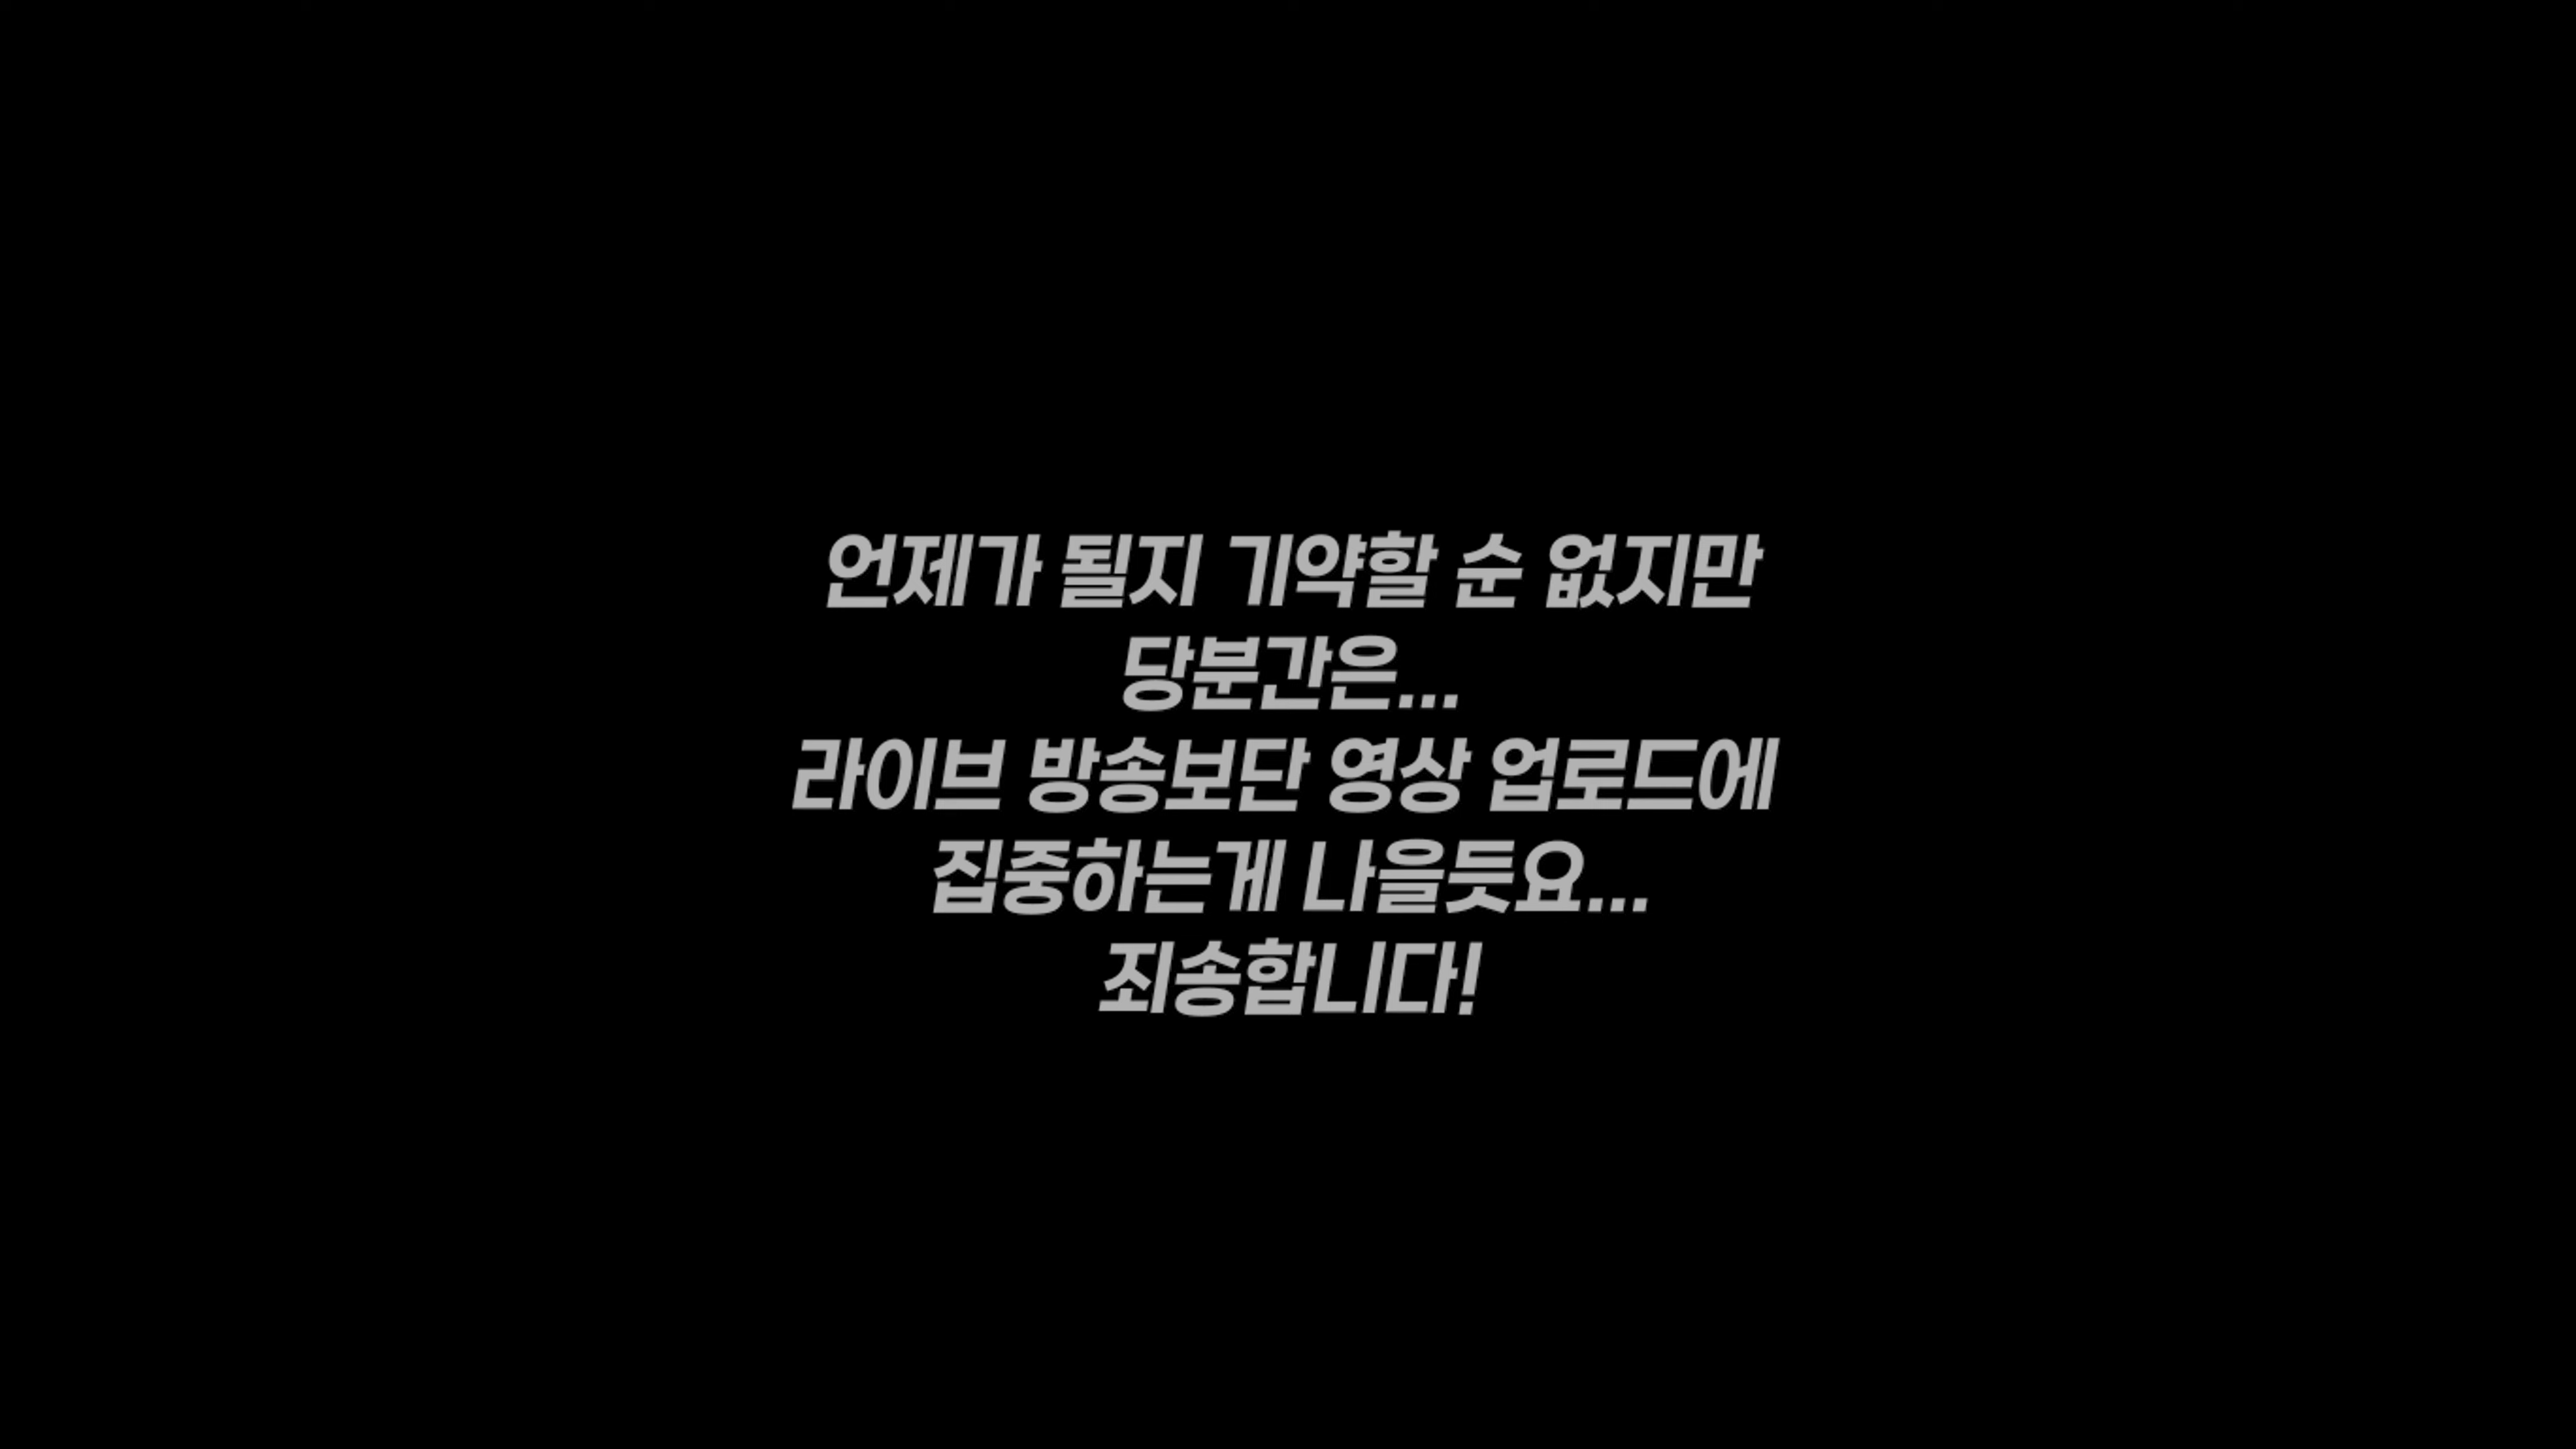 언제가 될지 기약할 순 없지만
당분간은...
라이브 방송보단 영상 업로드에
집중하는게 나을듯요...
죄송합니다!